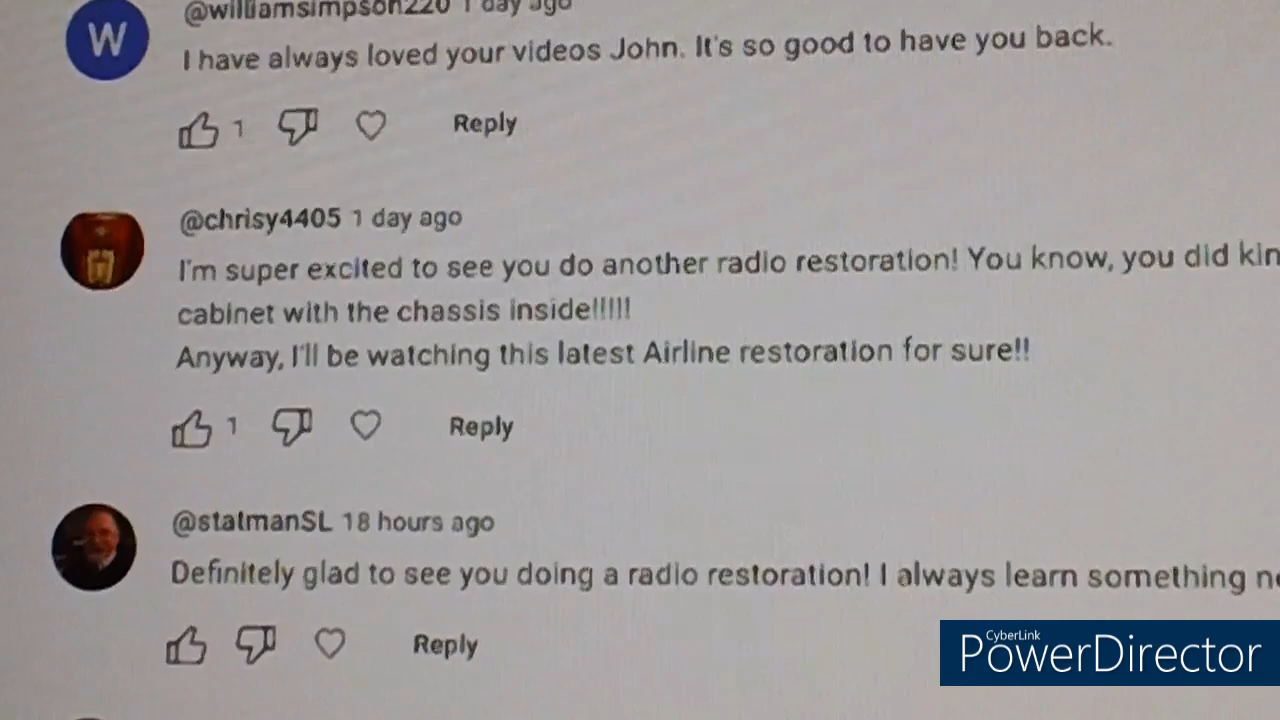 @williamsimpson220 1 day ago
W
I have always loved your videos John. It's so good to have you back.
1
Reply
@chrisy4405 1 day ago
I'm super excited to see you do another radio restoration! You know, you did kin
cabinet with the chassis inside!!!!!
Anyway, I'll be watching this latest Airline restoration for sure!!
1
Reply
@statmanSL 18 hours ago
Definitely glad to see you doing a radio restoration! I always learn something
Reply
CyberLink
PowerDirector